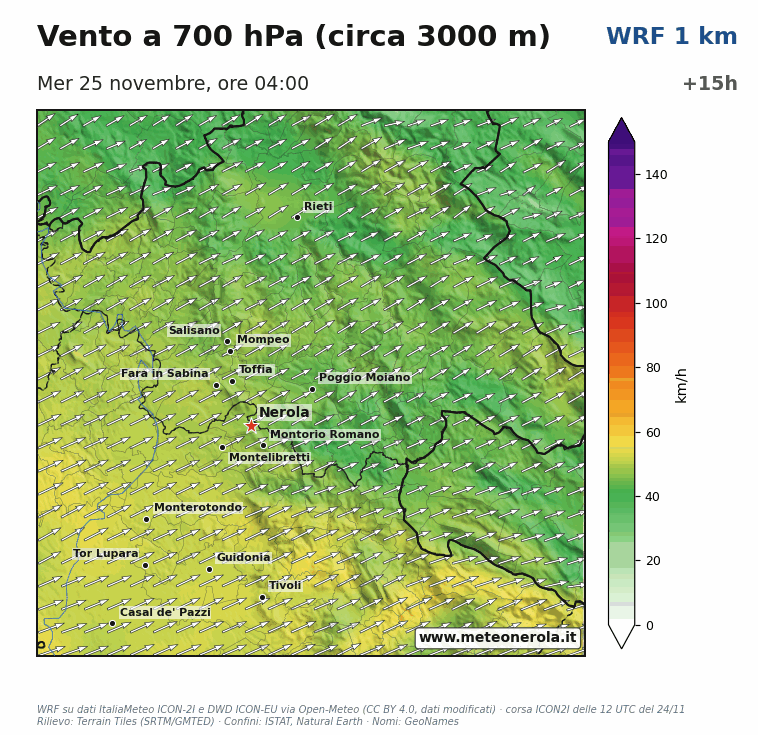 Vento a 700 hPa (circa 3000 m)
WRF 1 km
Mer 25 novembre, ore 04:00
+15h
Rieti
Salisano
Mompeo
Fara in Sabina
Toffia
Poggio Moiano
Nerola
Montorio Romano
Montelibretti
Monterotondo
Tor Lupara
Guidonia
Tivoli
Casal de' Pazzi
www.meteonerola.it
140
120
100
80
60
40
20
0
km/h
WRF su dati ItaliaMeteo ICON-2I e DWD ICON-EU via Open-Meteo (CC BY 4.0, dati modificati) · corsa ICON2I delle 12 UTC del 24/11
Rilievo: Terrain Tiles (SRTM/GMTED) · Confini: ISTAT, Natural Earth · Nomi: GeoNames